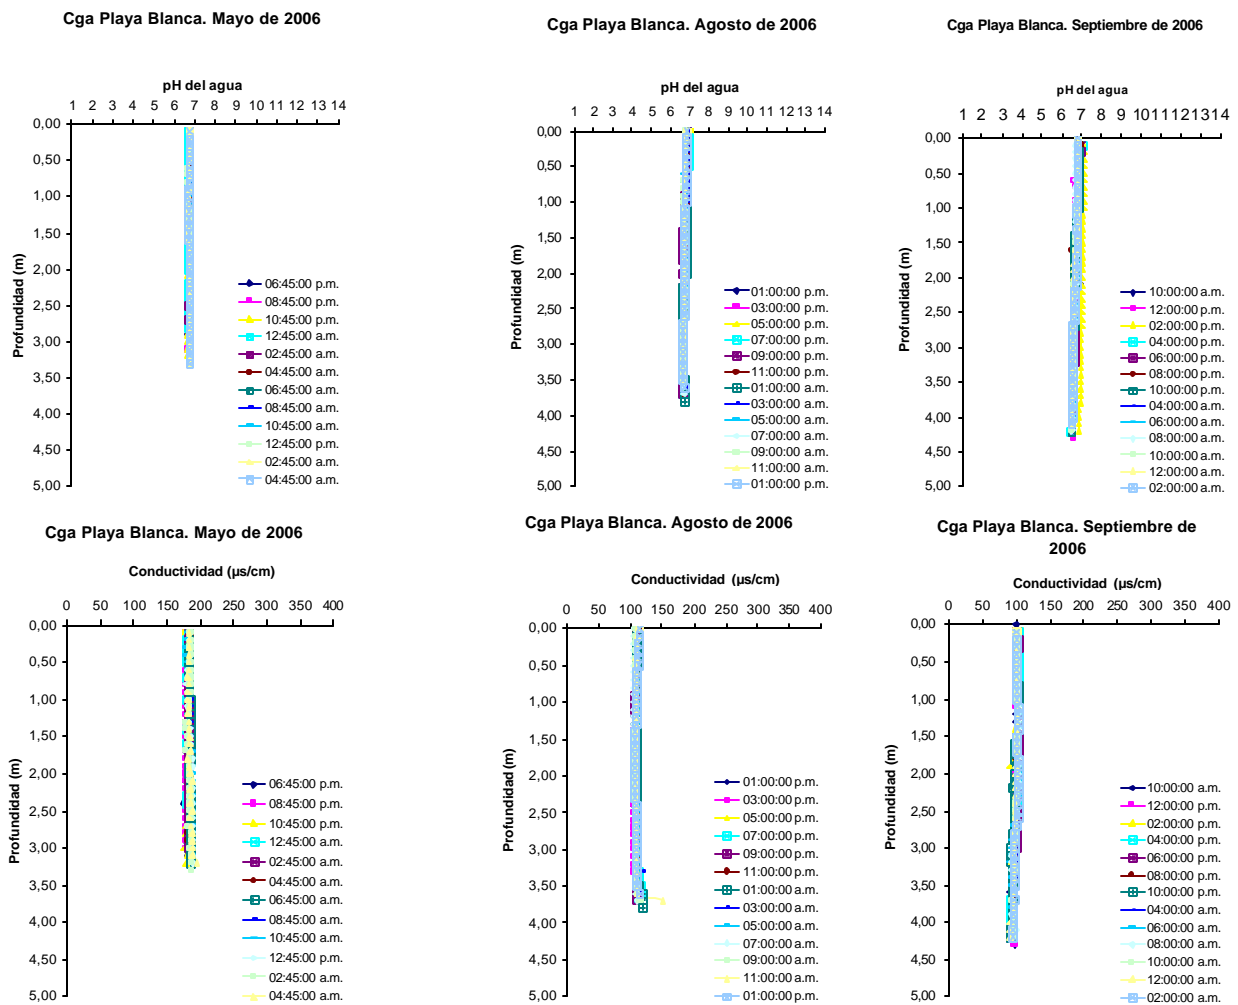 Cga Playa Blanca. Mayo de 2006
pH del agua
1 2 3 4 5 6 7 8 9 10 11 12 13 14
0,00
0,50
1,00
1,50
2,00
2,50
3,00
3,50
4,00
4,50
5,00
Profundidad (m)
06:45:00 p.m.
08:45:00 p.m.
10:45:00 p.m.
12:45:00 a.m.
02:45:00 a.m.
04:45:00 a.m.
06:45:00 a.m.
08:45:00 a.m.
10:45:00 a.m.
12:45:00 p.m.
02:45:00 a.m.
04:45:00 a.m.
Cga Playa Blanca. Agosto de 2006
pH del agua
1 2 3 4 5 6 7 8 9 10 11 12 13 14
0,00
0,50
1,00
1,50
2,00
2,50
3,00
3,50
4,00
4,50
5,00
Profundidad (m)
01:00:00 p.m.
03:00:00 p.m.
05:00:00 p.m.
07:00:00 p.m.
09:00:00 p.m.
11:00:00 p.m.
01:00:00 a.m.
03:00:00 a.m.
05:00:00 a.m.
07:00:00 a.m.
09:00:00 a.m.
11:00:00 a.m.
01:00:00 p.m.
Cga Playa Blanca. Septiembre de 2006
pH del agua
1 2 3 4 5 6 7 8 9 10 11 12 13 14
0,00
0,50
1,00
1,50
2,00
2,50
3,00
3,50
4,00
4,50
5,00
Profundidad (m)
10:00:00 a.m.
12:00:00 p.m.
02:00:00 p.m.
04:00:00 p.m.
06:00:00 p.m.
08:00:00 p.m.
10:00:00 p.m.
04:00:00 a.m.
06:00:00 a.m.
08:00:00 a.m.
10:00:00 a.m.
12:00:00 a.m.
02:00:00 a.m.
Cga Playa Blanca. Mayo de 2006
Conductividad (µs/cm)
0 50 100 150 200 250 300 400
0,00
0,50
1,00
1,50
2,00
2,50
3,00
3,50
4,00
4,50
5,00
Profundidad (m)
06:45:00 p.m.
08:45:00 p.m.
10:45:00 p.m.
12:45:00 a.m.
02:45:00 a.m.
04:45:00 a.m.
06:45:00 a.m.
08:45:00 a.m.
10:45:00 a.m.
12:45:00 p.m.
02:45:00 a.m.
04:45:00 a.m.
Cga Playa Blanca. Agosto de 2006
Conductividad (µs/cm)
0 50 100 150 200 250 300 400
0,00
0,50
1,00
1,50
2,00
2,50
3,00
3,50
4,00
4,50
5,00
Profundidad (m)
01:00:00 p.m.
03:00:00 p.m.
05:00:00 p.m.
07:00:00 p.m.
09:00:00 p.m.
11:00:00 p.m.
01:00:00 a.m.
03:00:00 a.m.
05:00:00 a.m.
07:00:00 a.m.
09:00:00 a.m.
11:00:00 a.m.
01:00:00 p.m.
Cga Playa Blanca. Septiembre de
2006
Conductividad (µs/cm)
0 50 100 150 200 250 300 400
0,00
0,50
1,00
1,50
2,00
2,50
3,00
3,50
4,00
4,50
5,00
Profundidad (m)
10:00:00 a.m.
12:00:00 p.m.
02:00:00 p.m.
04:00:00 p.m.
06:00:00 p.m.
08:00:00 p.m.
10:00:00 p.m.
04:00:00 a.m.
06:00:00 a.m.
08:00:00 a.m.
10:00:00 a.m.
12:00:00 a.m.
02:00:00 a.m.